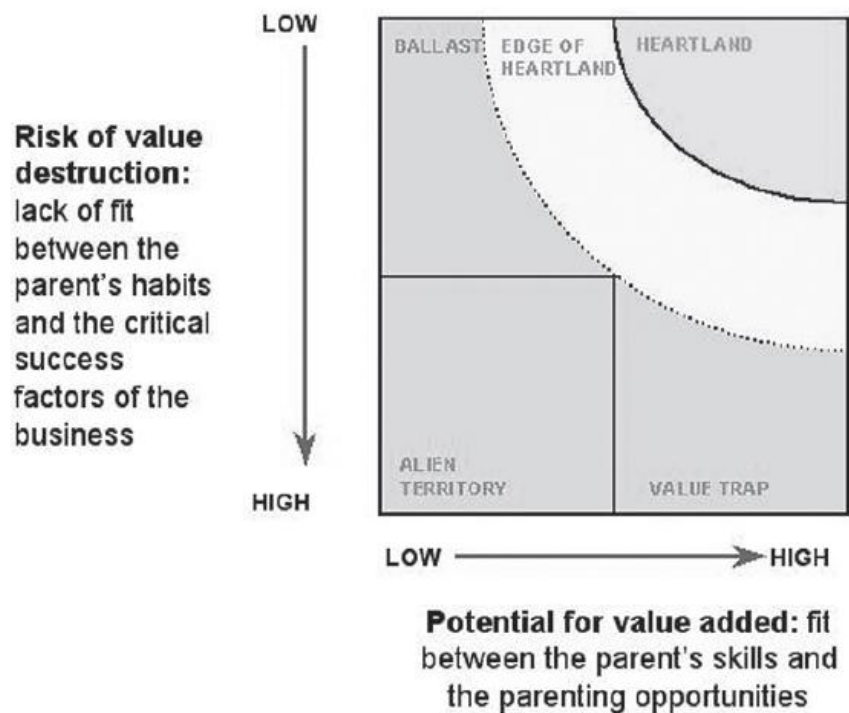 LOW
Risk of value
destruction:
lack of fit
between the
parent's habits
and the critical
success
factors of the
business
HIGH
BALLAST
EDGE OF
HEARTLAND
HEARTLAND
ALIEN
TERRITORY
VALUE TRAP
LOW
HIGH
Potential for value added: fit
between the parent's skills and
the parenting opportunities